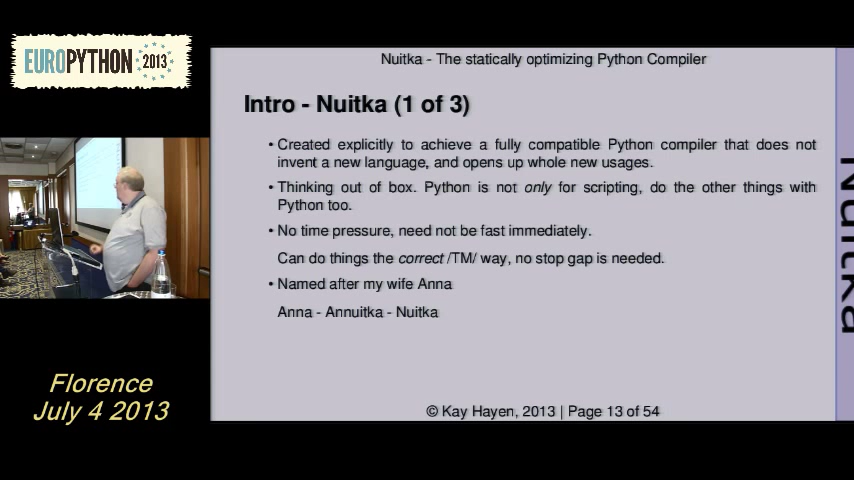 EUROPYTHON 2013
Nuitka - The statically optimizing Python Compiler
Intro - Nuitka (1 of 3)
• Created explicitly to achieve a fully compatible Python compiler that does not
invent a new language, and opens up whole new usages.
• Thinking out of box. Python is not only for scripting, do the other things with
Python too.
• No time pressure, need not be fast immediately.
Can do things the correct /TM/ way, no stop gap is needed.
• Named after my wife Anna
Anna - Annuitka - Nuitka
© Kay Hayen, 2013 | Page 13 of 54
Nuitka
Florence
July 4 2013